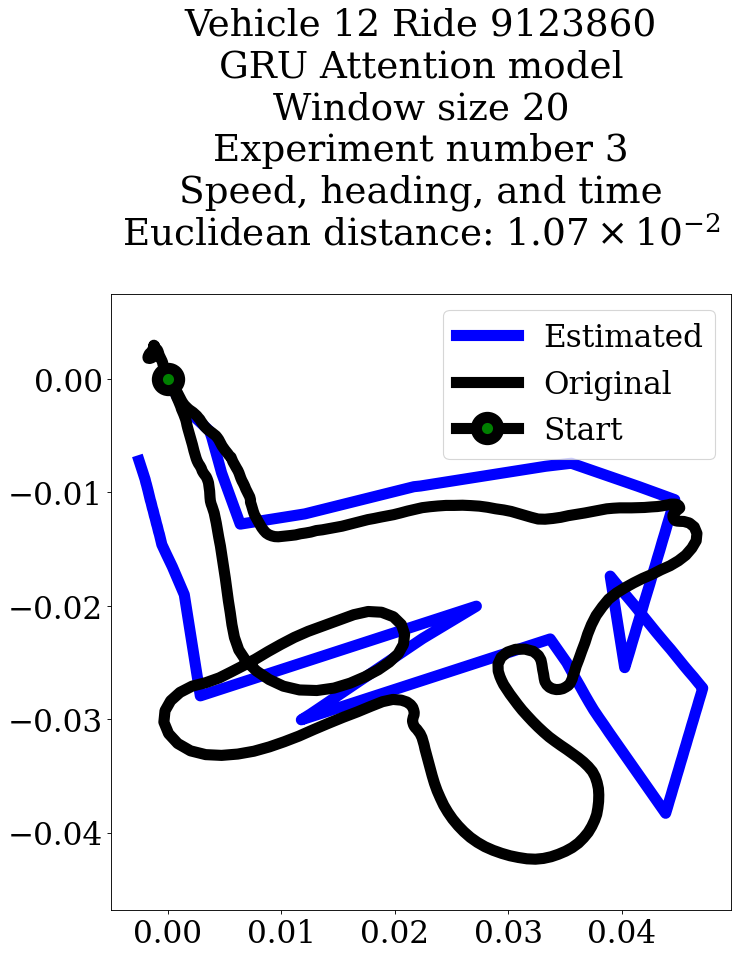 Vehicle 12 Ride 9123860
GRU Attention model
Window size 20
Experiment number 3
Speed, heading, and time
Euclidean distance: 1.07 × 10⁻²
Estimated
Original
Start
0.00
−0.01
−0.02
−0.03
−0.04
0.00 0.01 0.02 0.03 0.04